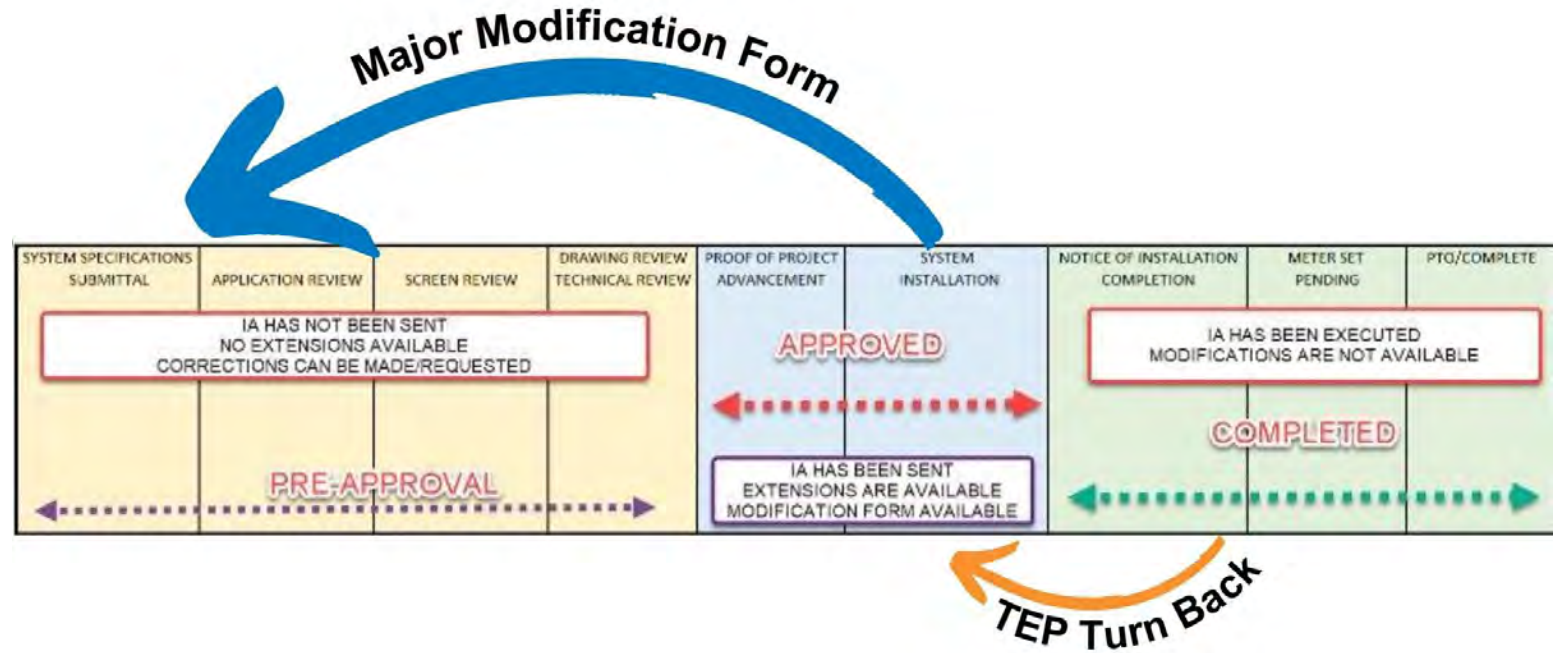 Major Modification Form
SYSTEM SPECIFICATIONS
SUBMITTAL
APPLICATION REVIEW
SCREEN REVIEW
DRAWING REVIEW
TECHNICAL REVIEW
PROOF OF PROJECT
ADVANCEMENT
SYSTEM
INSTALLATION
NOTICE OF INSTALLATION
COMPLETION
METER SET
PENDING
PTO/COMPLETE
IA HAS NOT BEEN SENT
NO EXTENSIONS AVAILABLE
CORRECTIONS CAN BE MADE/REQUESTED
PRE-APPROVAL
APPROVED
IA HAS BEEN SENT
EXTENSIONS ARE AVAILABLE
MODIFICATION FORM AVAILABLE
IA HAS BEEN EXECUTED
MODIFICATIONS ARE NOT AVAILABLE
COMPLETED
TEP Turn Back